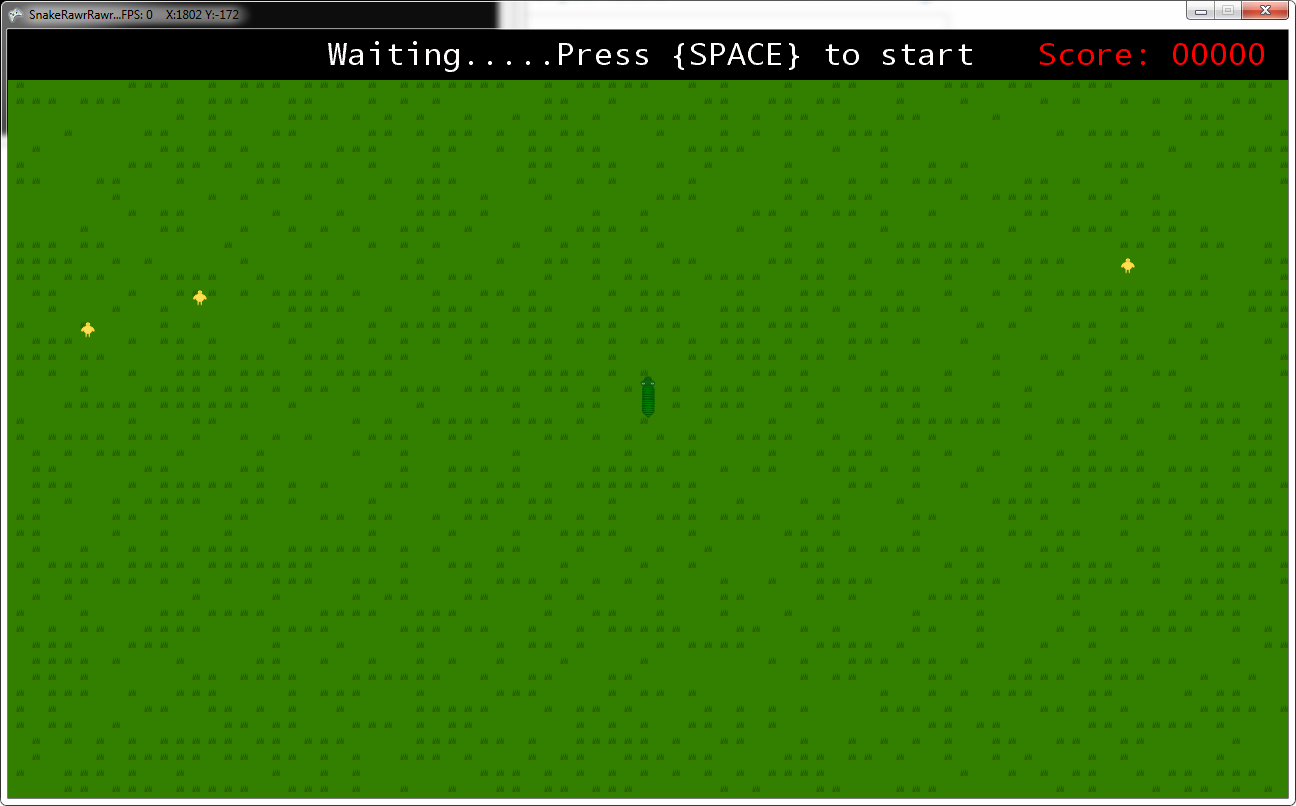 SnakeRawrRawr...FPS: 0 X:1802 Y:-172
Waiting.....Press {SPACE} to start Score: 00000